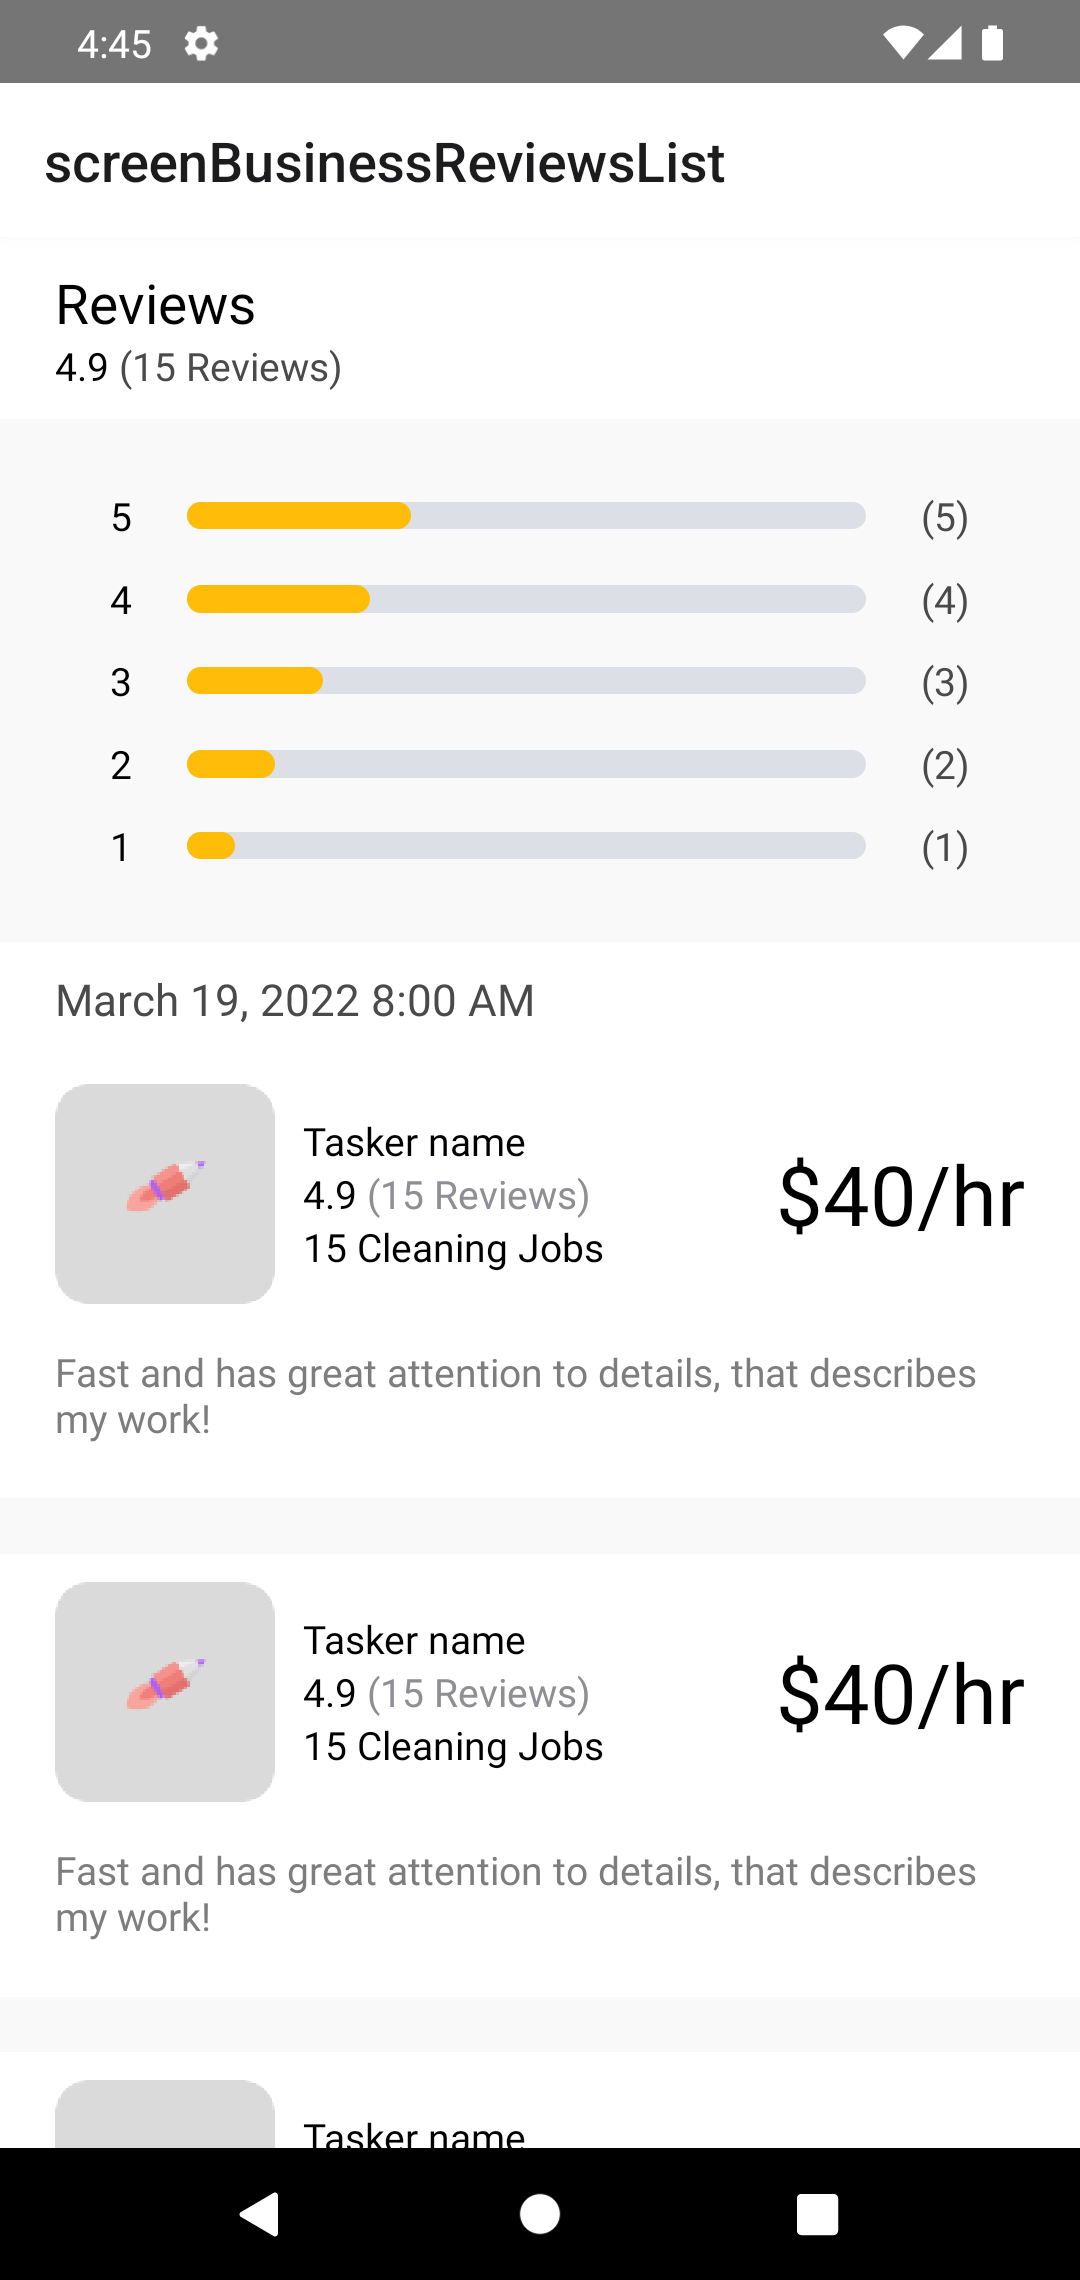 4:45
screenBusinessReviewsList
Reviews
4.9 (15 Reviews)
5 (5)
4 (4)
3 (3)
2 (2)
1 (1)
March 19, 2022 8:00 AM
Tasker name
4.9 (15 Reviews)
15 Cleaning Jobs
$40/hr
Fast and has great attention to details, that describes
my work!
Tasker name
4.9 (15 Reviews)
15 Cleaning Jobs
$40/hr
Fast and has great attention to details, that describes
my work!
Tasker name